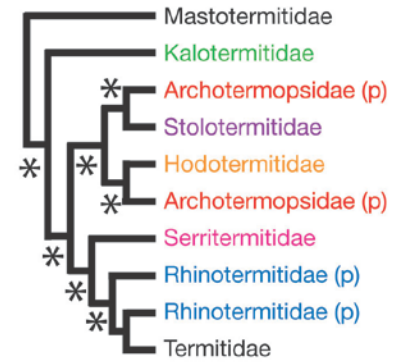 Mastotermitidae
Kalotermitidae
Archotermopsidae (p)
*
Stolotermitidae
*
Hodotermitidae
*
Archotermopsidae (p)
*
Serritermitidae
*
Rhinotermitidae (p)
*
Rhinotermitidae (p)
*
Termitidae